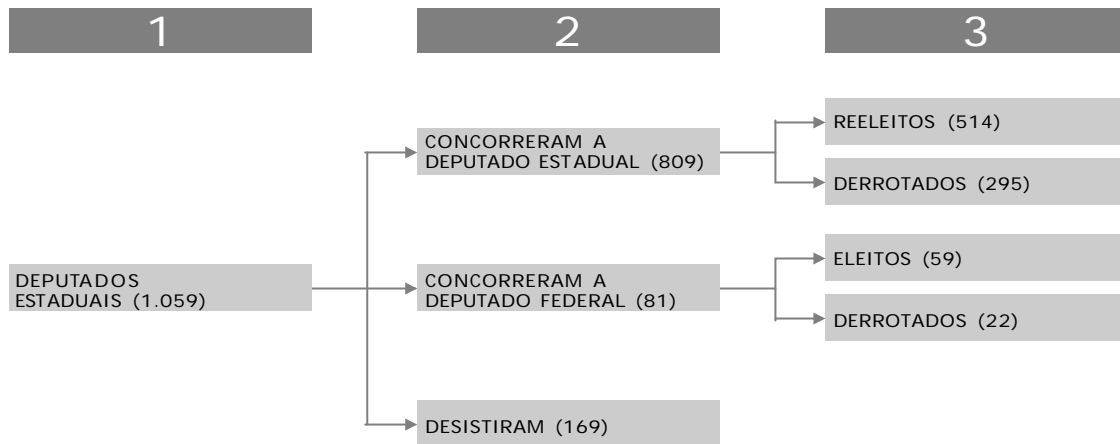 1
2
3
DEPUTADOS
ESTADUAIS (1.059)
CONCORRERAM A
DEPUTADO ESTADUAL (809)
REELEITOS (514)
DERROTADOS (295)
CONCORRERAM A
DEPUTADO FEDERAL (81)
ELEITOS (59)
DERROTADOS (22)
DESISTIRAM (169)